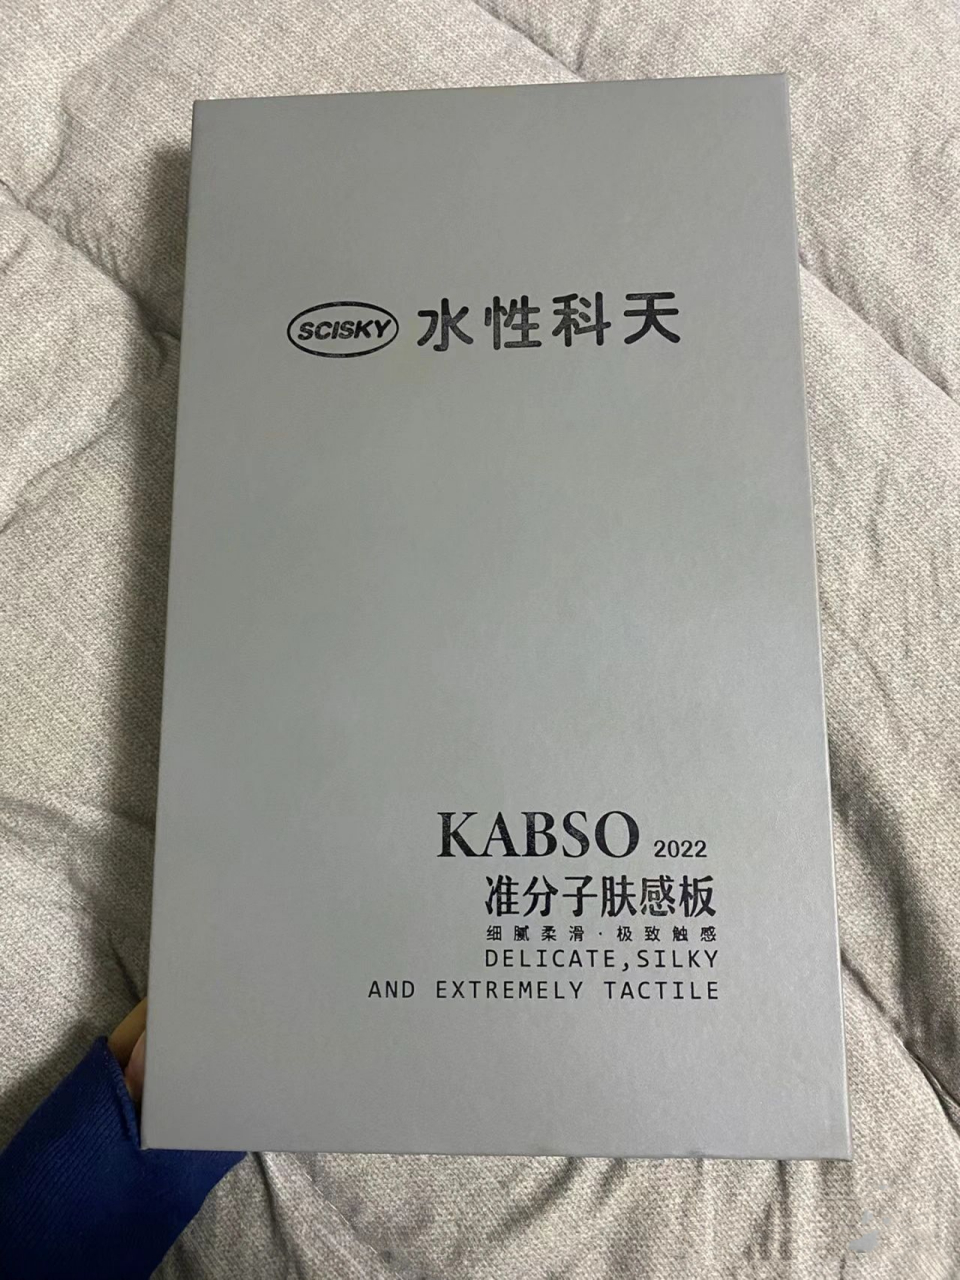 SCISKY 水性科天
KABSO 2022
准分子肤感板
细腻柔滑·极致触感
DELICATE,SILKY
AND EXTREMELY TACTILE